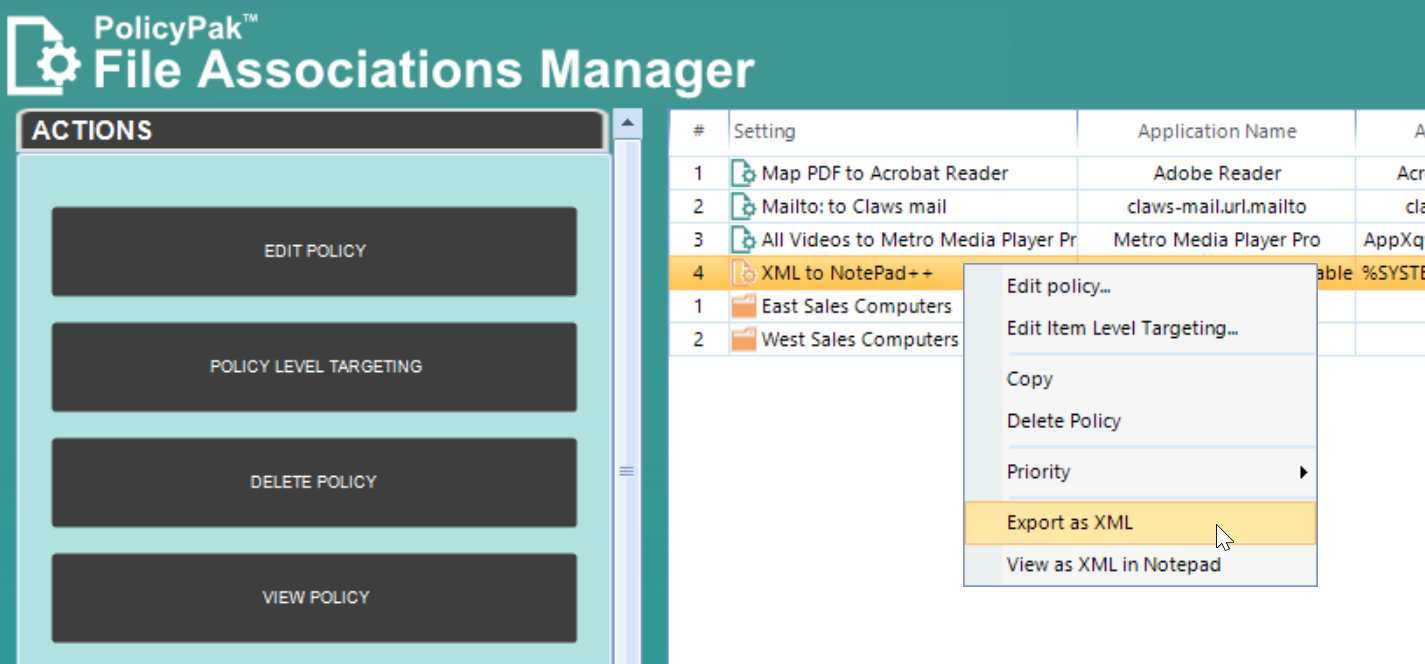 PolicyPak™
File Associations Manager
ACTIONS
EDIT POLICY
POLICY LEVEL TARGETING
DELETE POLICY
VIEW POLICY
# Setting Application Name A
1 Map PDF to Acrobat Reader Adobe Reader Acr
2 Mailto: to Claws mail claws-mail.url.mailto cla
3 All Videos to Metro Media Player Pr Metro Media Player Pro AppXq
4 XML to NotePad++ able %SYSTE
1 East Sales Computers
2 West Sales Computers
Edit policy...
Edit Item Level Targeting...
Copy
Delete Policy
Priority
Export as XML
View as XML in Notepad